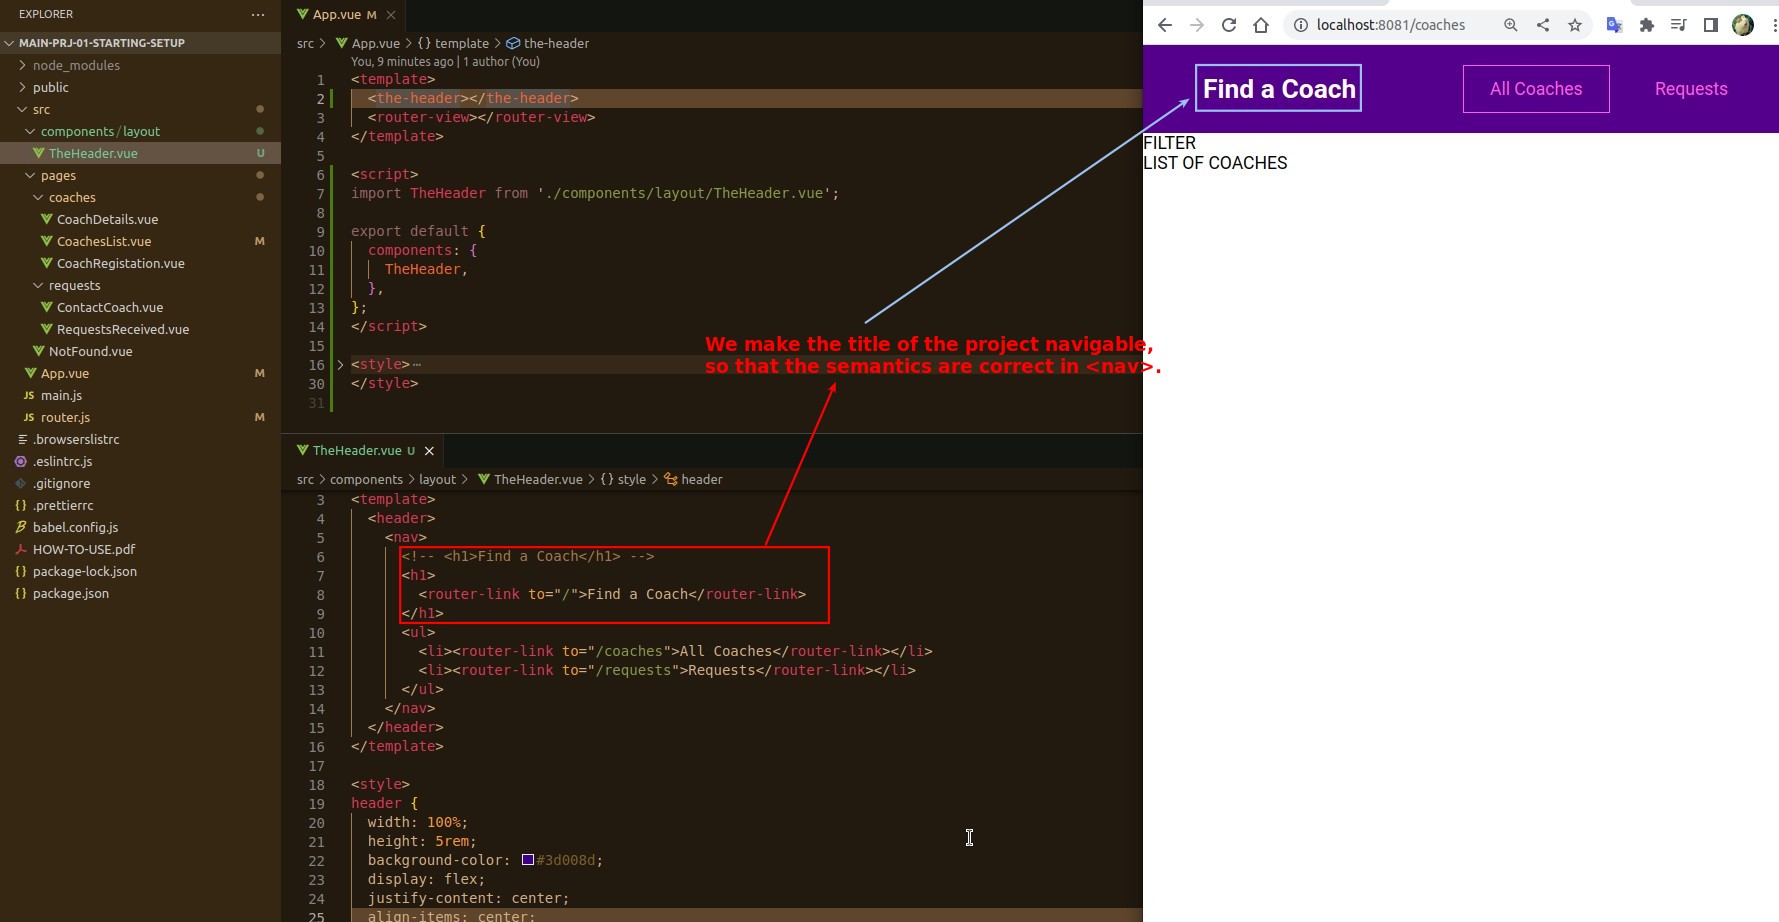 EXPLORER ···
MAIN-PRJ-01-STARTING-SETUP
node_modules
public
src
components/layout
TheHeader.vue U
pages
coaches
CoachDetails.vue
CoachesList.vue M
CoachRegistation.vue
requests
ContactCoach.vue
RequestsReceived.vue
NotFound.vue
App.vue M
JS main.js
JS router.js M
.browserslistrc
.eslintrc.js
.gitignore
{} .prettierrc
babel.config.js
HOW-TO-USE.pdf
{} package-lock.json
{} package.json
App.vue M
src > App.vue > {} template > the-header
You, 9 minutes ago | 1 author (You)
1 <template>
2 <the-header></the-header>
3 <router-view></router-view>
4 </template>
5
6 <script>
7 import TheHeader from './components/layout/TheHeader.vue';
8
9 export default {
10 components: {
11 TheHeader,
12 },
13 };
14 </script>
15
16 <style>···
30 </style>
31
We make the title of the project navigable,
so that the semantics are correct in <nav>.
TheHeader.vue U
src > components > layout > TheHeader.vue > {} style > header
3 <template>
4 <header>
5 <nav>
6 <!-- <h1>Find a Coach</h1> -->
7 <h1>
8 <router-link to="/">Find a Coach</router-link>
9 </h1>
10 <ul>
11 <li><router-link to="/coaches">All Coaches</router-link></li>
12 <li><router-link to="/requests">Requests</router-link></li>
13 </ul>
14 </nav>
15 </header>
16 </template>
17
18 <style>
19 header {
20 width: 100%;
21 height: 5rem;
22 background-color: #3d008d;
23 display: flex;
24 justify-content: center;
25 align-items: center;
localhost:8081/coaches
Find a Coach
All Coaches
Requests
FILTER
LIST OF COACHES